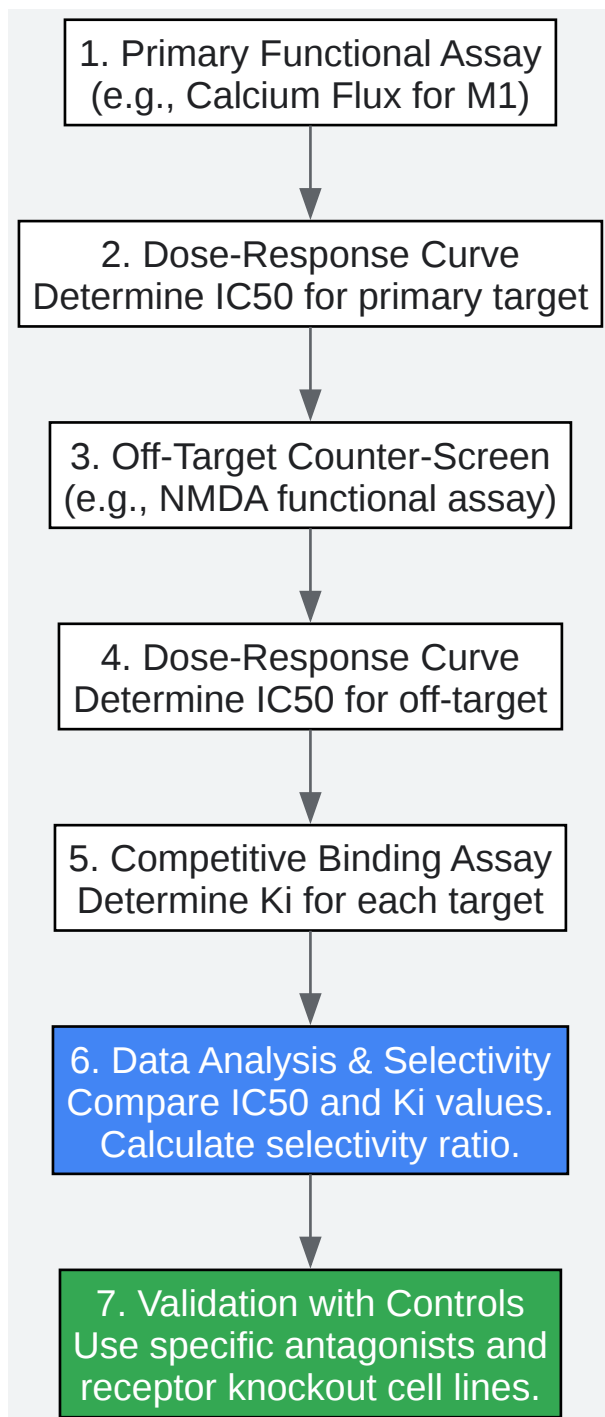 1. Primary Functional Assay
(e.g., Calcium Flux for M1)
2. Dose-Response Curve
Determine IC50 for primary target
3. Off-Target Counter-Screen
(e.g., NMDA functional assay)
4. Dose-Response Curve
Determine IC50 for off-target
5. Competitive Binding Assay
Determine Ki for each target
6. Data Analysis & Selectivity
Compare IC50 and Ki values.
Calculate selectivity ratio.
7. Validation with Controls
Use specific antagonists and
receptor knockout cell lines.